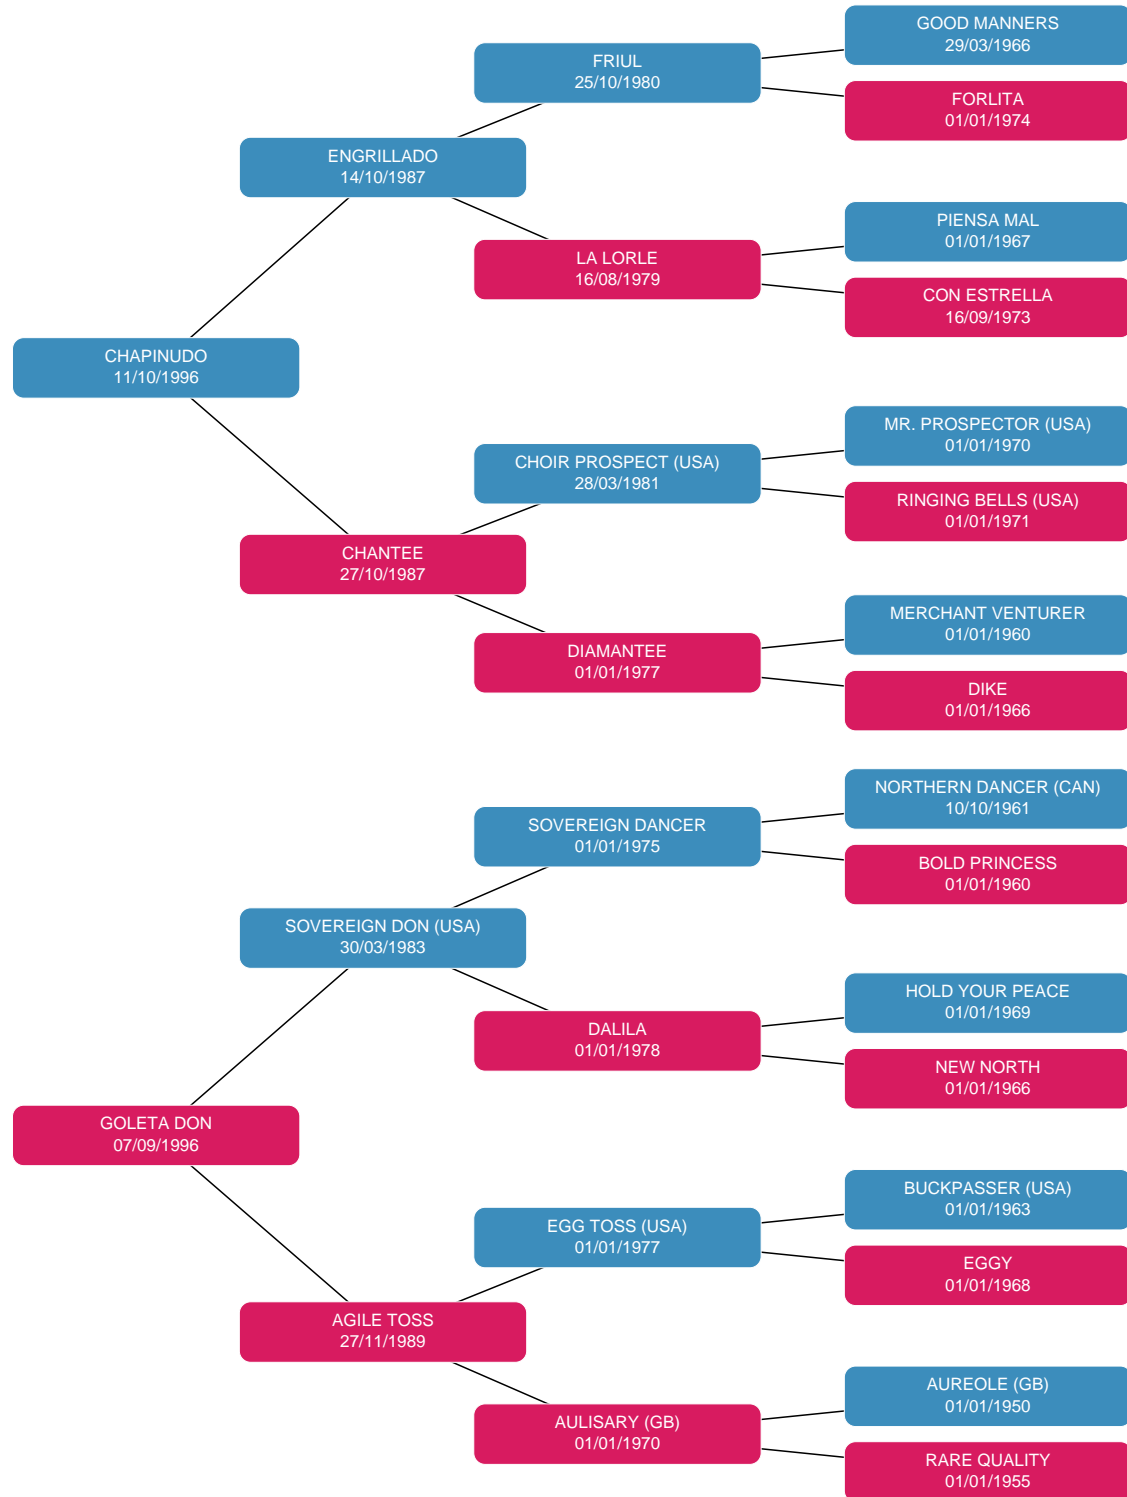 GOOD MANNERS
29/03/1966
FRIUL
25/10/1980
FORLITA
01/01/1974
ENGRILLADO
14/10/1987
PIENSA MAL
01/01/1967
LA LORLE
16/08/1979
CON ESTRELLA
16/09/1973
CHAPINUDO
11/10/1996
MR. PROSPECTOR (USA)
01/01/1970
CHOIR PROSPECT (USA)
28/03/1981
RINGING BELLS (USA)
01/01/1971
CHANTEE
27/10/1987
MERCHANT VENTURER
01/01/1960
DIAMANTEE
01/01/1977
DIKE
01/01/1966
NORTHERN DANCER (CAN)
10/10/1961
SOVEREIGN DANCER
01/01/1975
BOLD PRINCESS
01/01/1960
SOVEREIGN DON (USA)
30/03/1983
HOLD YOUR PEACE
01/01/1969
DALILA
01/01/1978
NEW NORTH
01/01/1966
GOLETA DON
07/09/1996
BUCKPASSER (USA)
01/01/1963
EGG TOSS (USA)
01/01/1977
EGGY
01/01/1968
AGILE TOSS
27/11/1989
AUREOLE (GB)
01/01/1950
AULISARY (GB)
01/01/1970
RARE QUALITY
01/01/1955